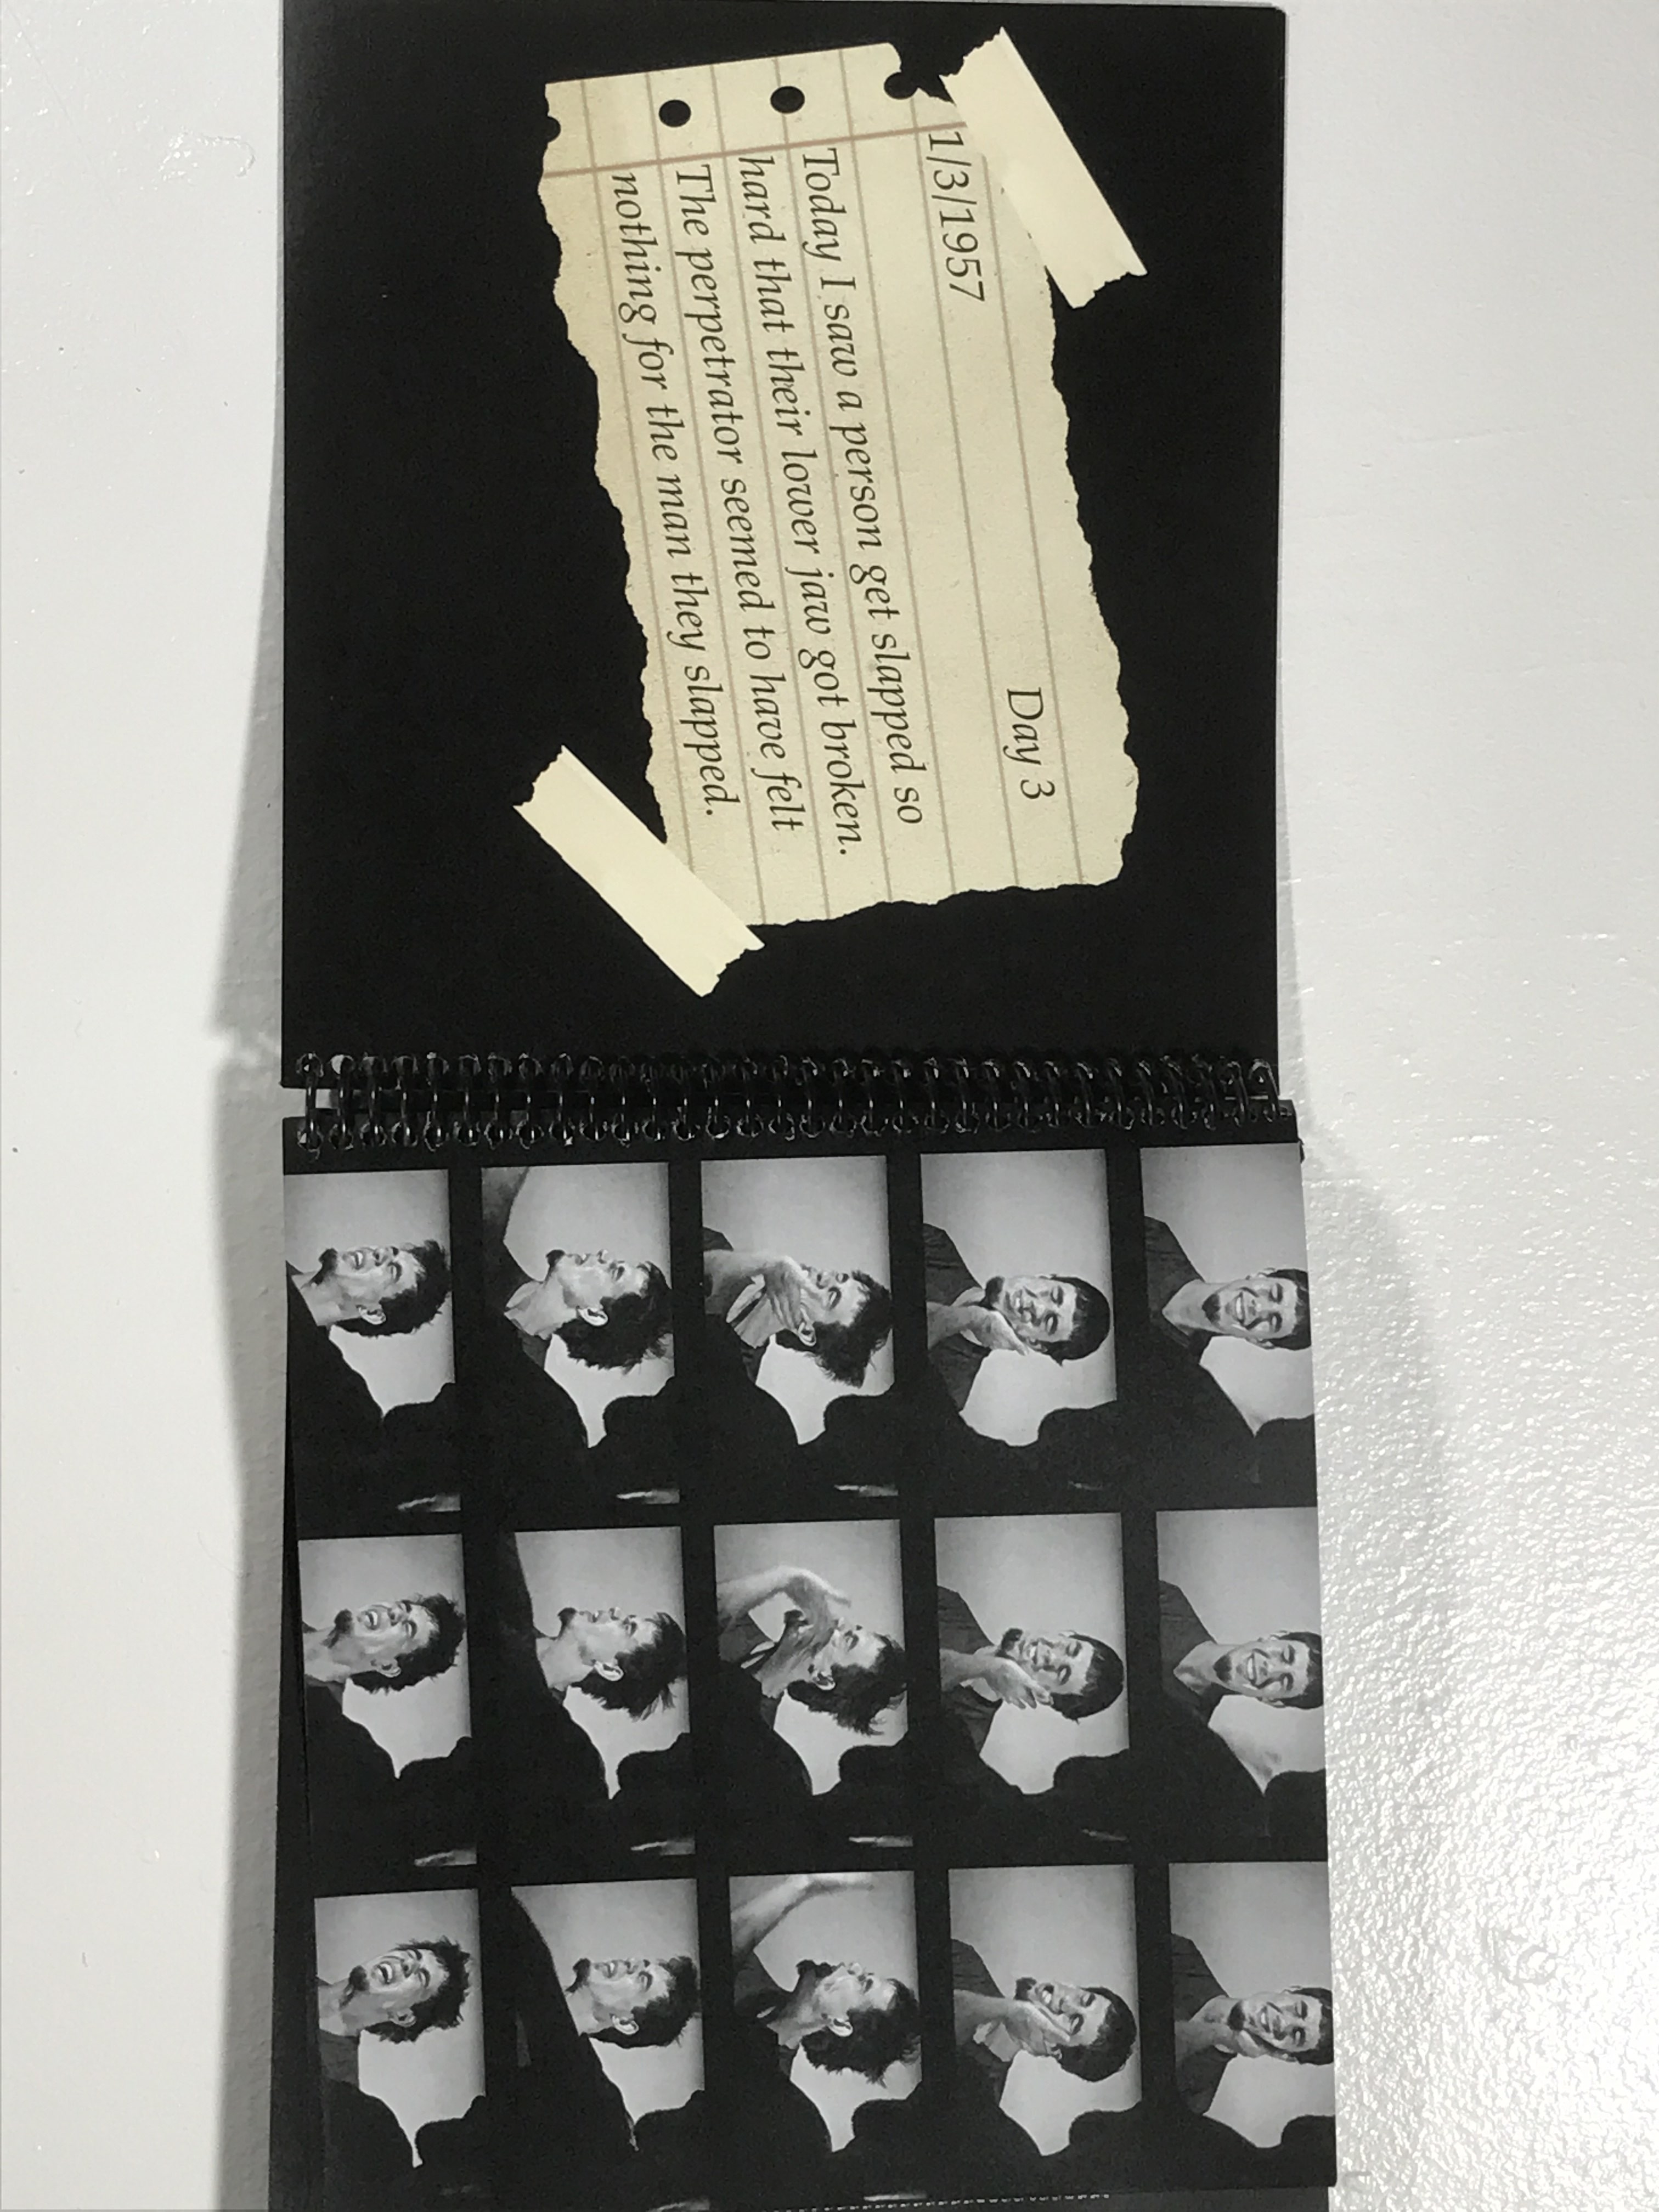 Day 3
1/3/1957
Today I saw a person get slapped so
hard that their lower jaw got broken.
The perpetrator seemed to have felt
nothing for the man they slapped.